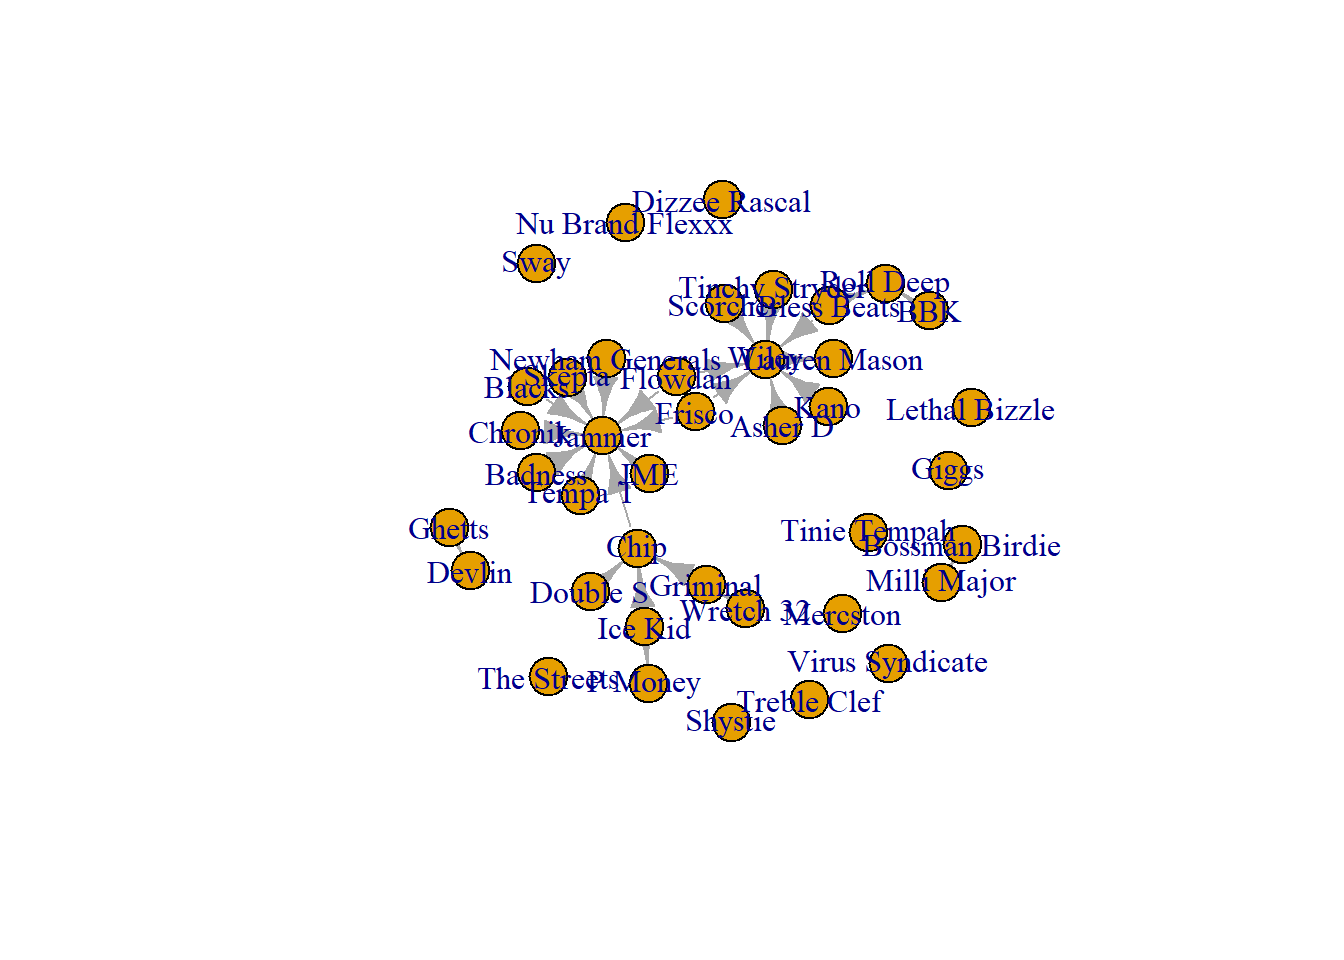 Dizzee Rascal
Nu Brand Flexxx
Sway
Tinchy Stryder
Roll Deep
Scorcher
Bless Beats
BBK
Newham Generals
Wiley
Lauren Mason
Skepta
Flowdan
Blacks
Frisco
Kano
Lethal Bizzle
Asher D
Chronik
Jammer
Badness
JME
Giggs
Tempa T
Ghetts
Tinie Tempah
Chip
Bossman Birdie
Devlin
Milli Major
Double S
Griminal
Wretch 32
Mercston
Ice Kid
Virus Syndicate
The Streets
P Money
Treble Clef
Shystie